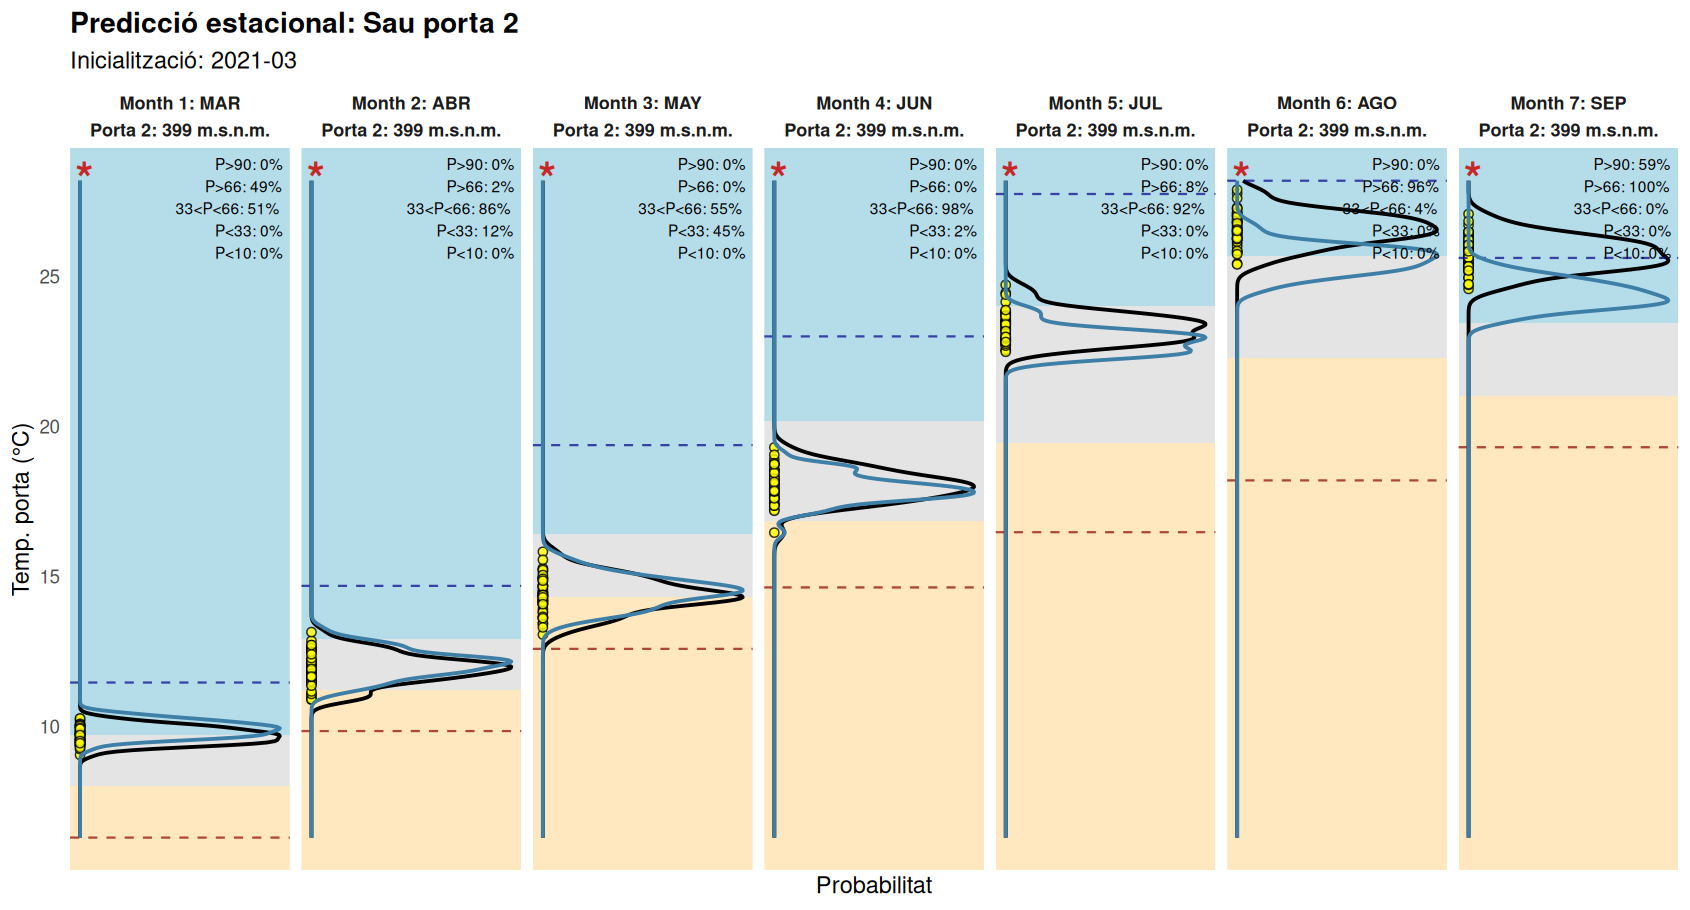 Predicció estacional: Sau porta 2
Inicialització: 2021-03
Month 1: MAR
Porta 2: 399 m.s.n.m.
Month 2: ABR
Porta 2: 399 m.s.n.m.
Month 3: MAY
Porta 2: 399 m.s.n.m.
Month 4: JUN
Porta 2: 399 m.s.n.m.
Month 5: JUL
Porta 2: 399 m.s.n.m.
Month 6: AGO
Porta 2: 399 m.s.n.m.
Month 7: SEP
Porta 2: 399 m.s.n.m.
*
P>90: 0%
P>66: 49%
33<P<66: 51%
P<33: 0%
P<10: 0%
*
P>90: 0%
P>66: 2%
33<P<66: 86%
P<33: 12%
P<10: 0%
*
P>90: 0%
P>66: 0%
33<P<66: 55%
P<33: 45%
P<10: 0%
*
P>90: 0%
P>66: 0%
33<P<66: 98%
P<33: 2%
P<10: 0%
*
P>90: 0%
P>66: 8%
33<P<66: 92%
P<33: 0%
P<10: 0%
*
P>90: 0%
P>66: 96%
33<P<66: 4%
P<33: 0%
P<10: 0%
*
P>90: 59%
P>66: 100%
33<P<66: 0%
P<33: 0%
P<10: 0%
Temp. porta (°C)
25
20
15
10
Probabilitat